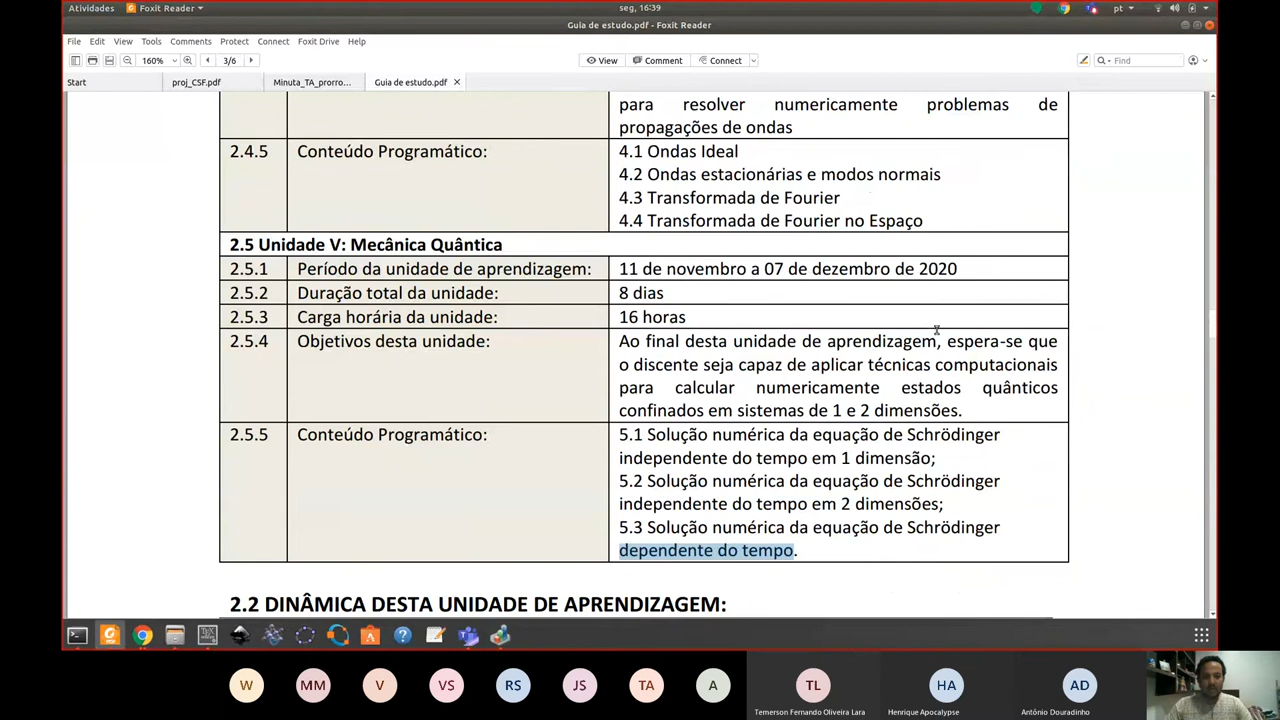 Atividades
Foxit Reader
seg, 16:39
pt
Guia de estudo.pdf - Foxit Reader
File Edit View Tools Comments Protect Connect Foxit Drive Help
160%
3/6
View
Comment
Connect
Find
Start
proj_CSF.pdf
Minuta_TA_prorro...
Guia de estudo.pdf
para resolver numericamente problemas de
propagações de ondas
2.4.5 Conteúdo Programático: 4.1 Ondas Ideal
4.2 Ondas estacionárias e modos normais
4.3 Transformada de Fourier
4.4 Transformada de Fourier no Espaço
2.5 Unidade V: Mecânica Quântica
2.5.1 Período da unidade de aprendizagem: 11 de novembro a 07 de dezembro de 2020
2.5.2 Duração total da unidade: 8 dias
2.5.3 Carga horária da unidade: 16 horas
2.5.4 Objetivos desta unidade: Ao final desta unidade de aprendizagem, espera-se que
o discente seja capaz de aplicar técnicas computacionais
para calcular numericamente estados quânticos
confinados em sistemas de 1 e 2 dimensões.
2.5.5 Conteúdo Programático: 5.1 Solução numérica da equação de Schrödinger
independente do tempo em 1 dimensão;
5.2 Solução numérica da equação de Schrödinger
independente do tempo em 2 dimensões;
5.3 Solução numérica da equação de Schrödinger
dependente do tempo.
2.2 DINÂMICA DESTA UNIDADE DE APRENDIZAGEM:
W
MM
V
VS
RS
JS
TA
A
TL
HA
AD
Temerson Fernando Oliveira Lara
Henrique Apocalypse
Antônio Douradinho